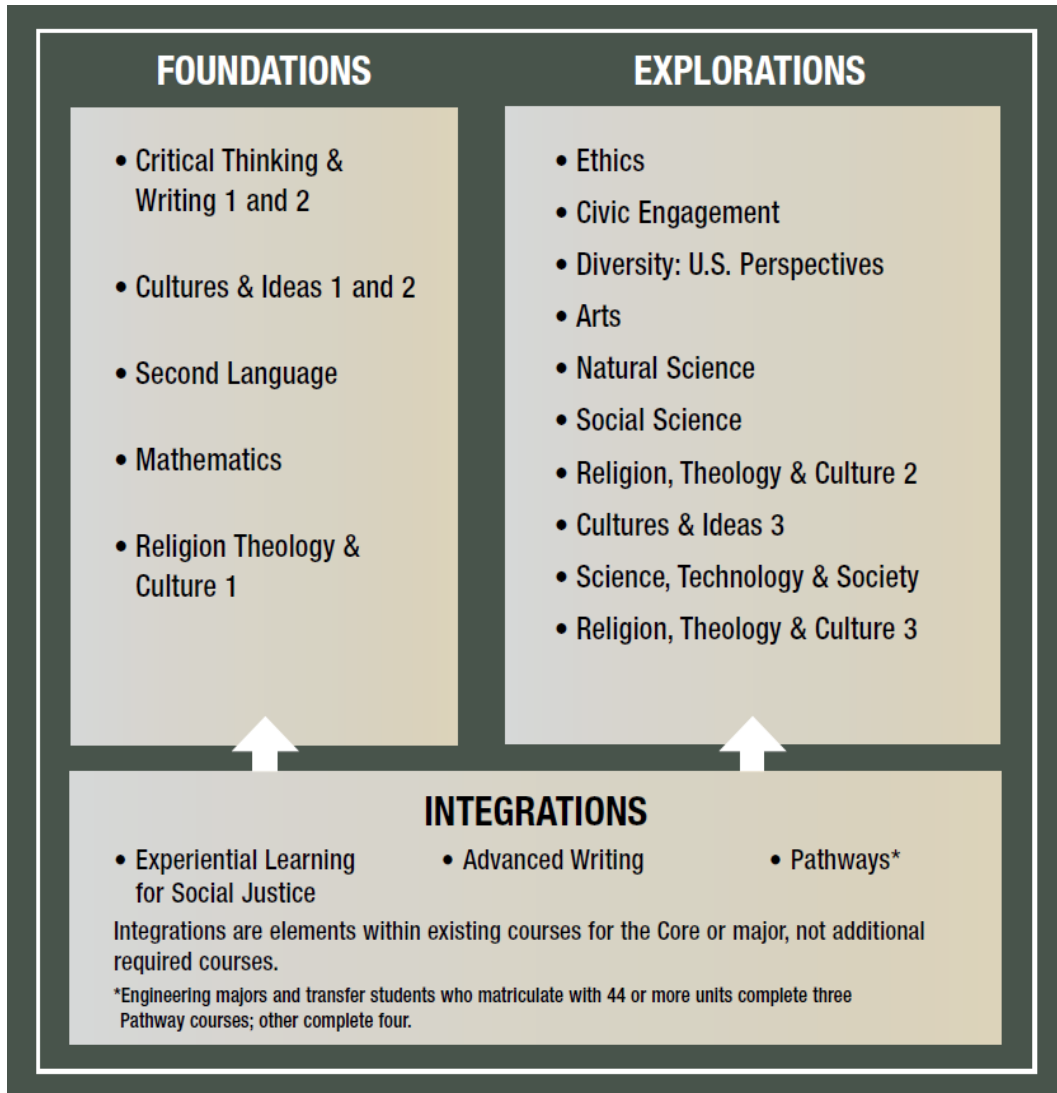 FOUNDATIONS
• Critical Thinking &
Writing 1 and 2
• Cultures & Ideas 1 and 2
• Second Language
• Mathematics
• Religion Theology &
Culture 1
EXPLORATIONS
• Ethics
• Civic Engagement
• Diversity: U.S. Perspectives
• Arts
• Natural Science
• Social Science
• Religion, Theology & Culture 2
• Cultures & Ideas 3
• Science, Technology & Society
• Religion, Theology & Culture 3
INTEGRATIONS
• Experiential Learning
for Social Justice
• Advanced Writing
• Pathways*
Integrations are elements within existing courses for the Core or major, not additional
required courses.
*Engineering majors and transfer students who matriculate with 44 or more units complete three
Pathway courses; other complete four.